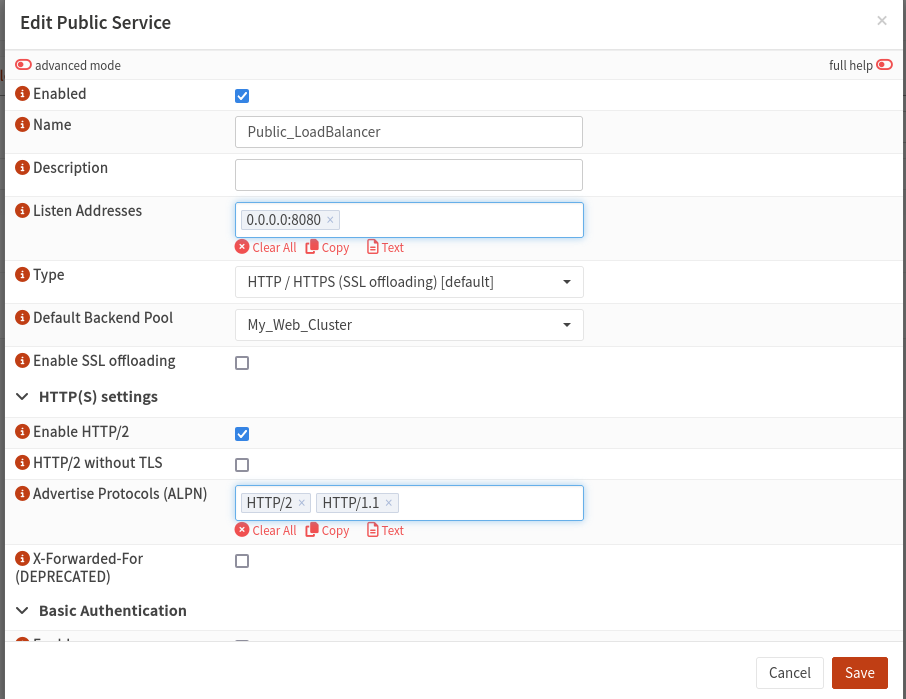 Edit Public Service ×
advanced mode full help
Enabled
Name Public_LoadBalancer
Description
Listen Addresses 0.0.0.0:8080 ×
Clear All Copy Text
Type HTTP / HTTPS (SSL offloading) [default]
Default Backend Pool My_Web_Cluster
Enable SSL offloading
HTTP(S) settings
Enable HTTP/2
HTTP/2 without TLS
Advertise Protocols (ALPN) HTTP/2 × HTTP/1.1 ×
Clear All Copy Text
X-Forwarded-For
(DEPRECATED)
Basic Authentication
Cancel Save